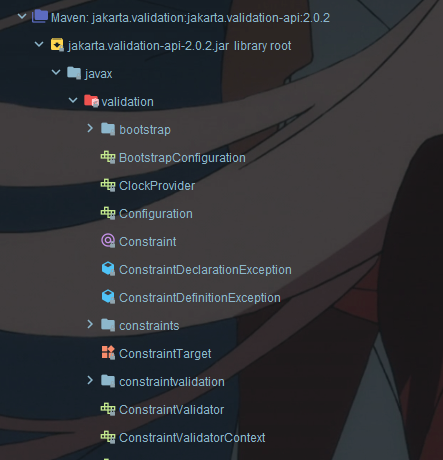 Maven: jakarta.validation:jakarta.validation-api:2.0.2
jakarta.validation-api-2.0.2.jar library root
javax
validation
bootstrap
BootstrapConfiguration
ClockProvider
Configuration
Constraint
ConstraintDeclarationException
ConstraintDefinitionException
constraints
ConstraintTarget
constraintvalidation
ConstraintValidator
ConstraintValidatorContext